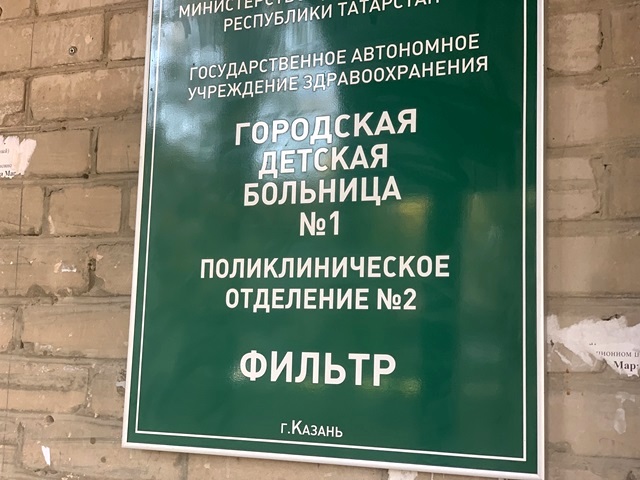 РЕСПУБЛИКИ ТАТАРСТАН
ГОСУДАРСТВЕННОЕ АВТОНОМНОЕ
УЧРЕЖДЕНИЕ ЗДРАВООХРАНЕНИЯ
ГОРОДСКАЯ
ДЕТСКАЯ
БОЛЬНИЦА
№1
ПОЛИКЛИНИЧЕСКОЕ
ОТДЕЛЕНИЕ №2
ФИЛЬТР
г.Казань